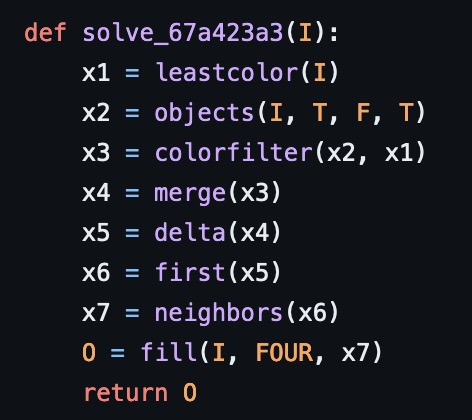 def solve_67a423a3(I):
    x1 = leastcolor(I)
    x2 = objects(I, T, F, T)
    x3 = colorfilter(x2, x1)
    x4 = merge(x3)
    x5 = delta(x4)
    x6 = first(x5)
    x7 = neighbors(x6)
    O = fill(I, FOUR, x7)
    return O